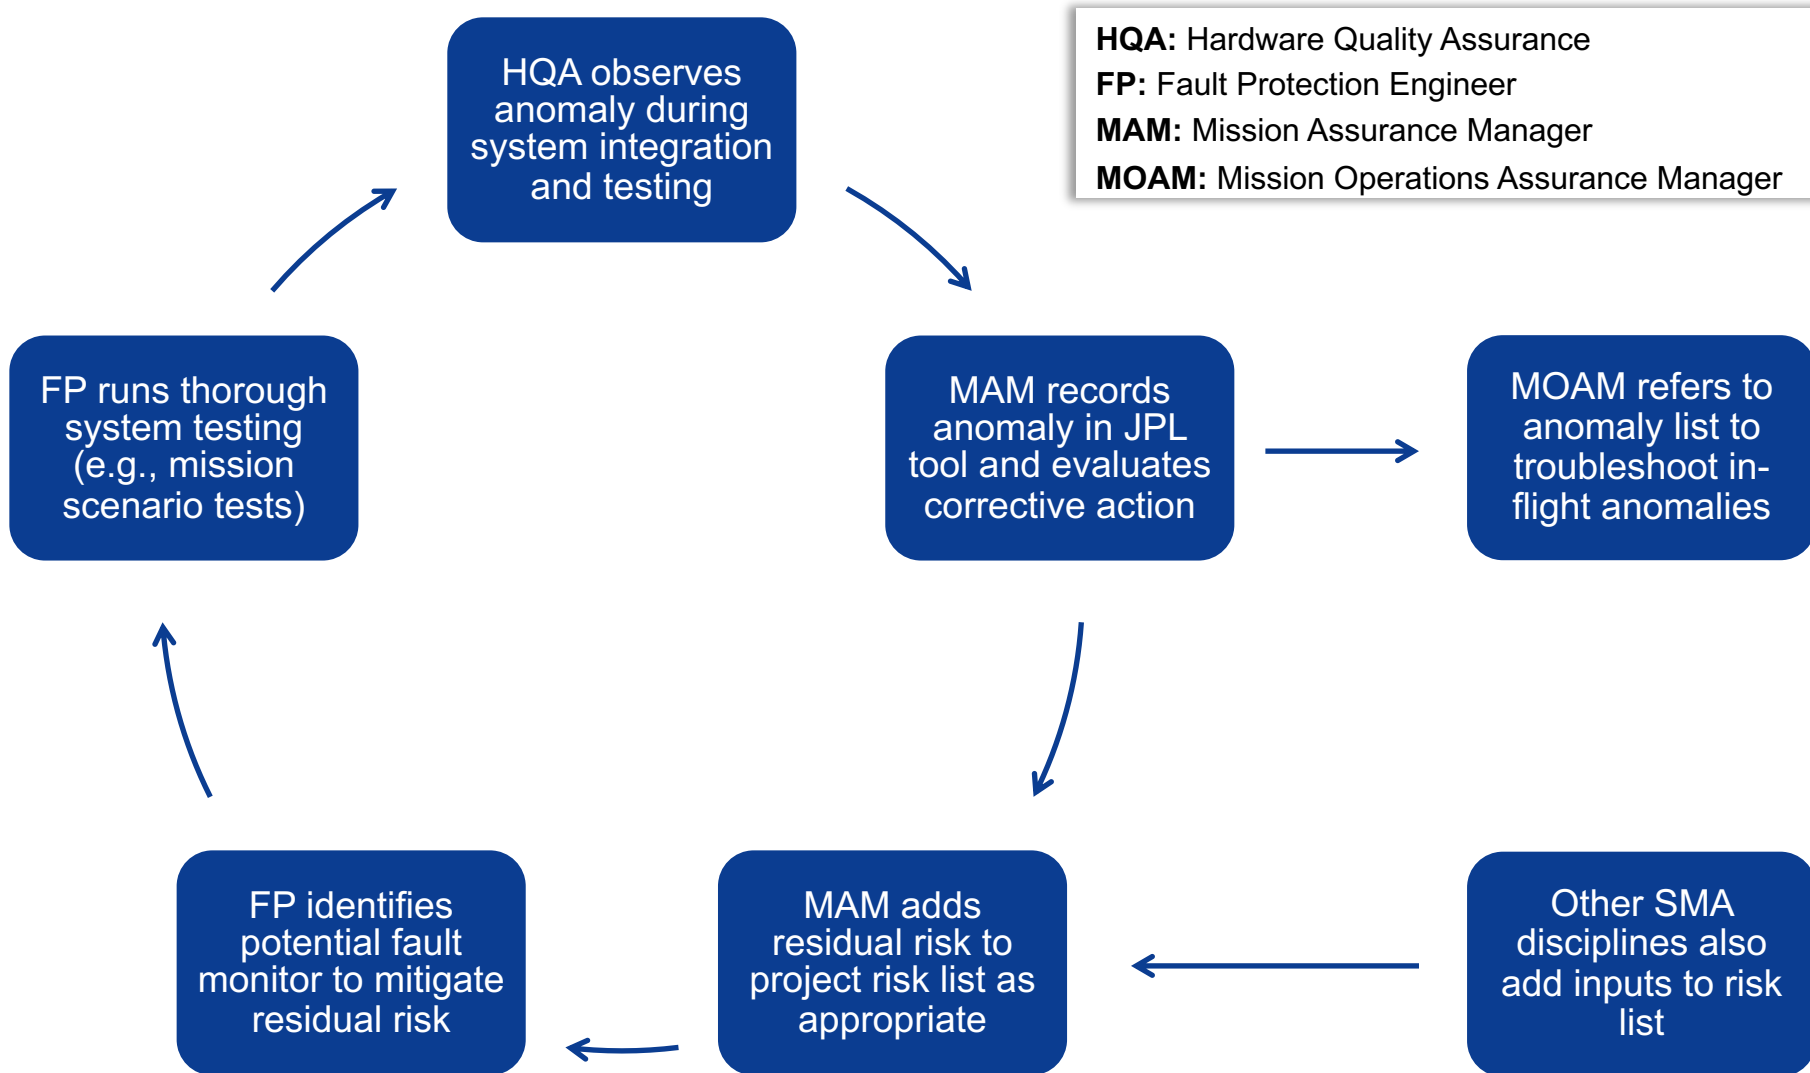 HQA: Hardware Quality Assurance
FP: Fault Protection Engineer
MAM: Mission Assurance Manager
MOAM: Mission Operations Assurance Manager
HQA observes
anomaly during
system integration
and testing
FP runs thorough
system testing
(e.g., mission
scenario tests)
MAM records
anomaly in JPL
tool and evaluates
corrective action
MOAM refers to
anomaly list to
troubleshoot in-
flight anomalies
FP identifies
potential fault
monitor to mitigate
residual risk
MAM adds
residual risk to
project risk list as
appropriate
Other SMA
disciplines also
add inputs to risk
list